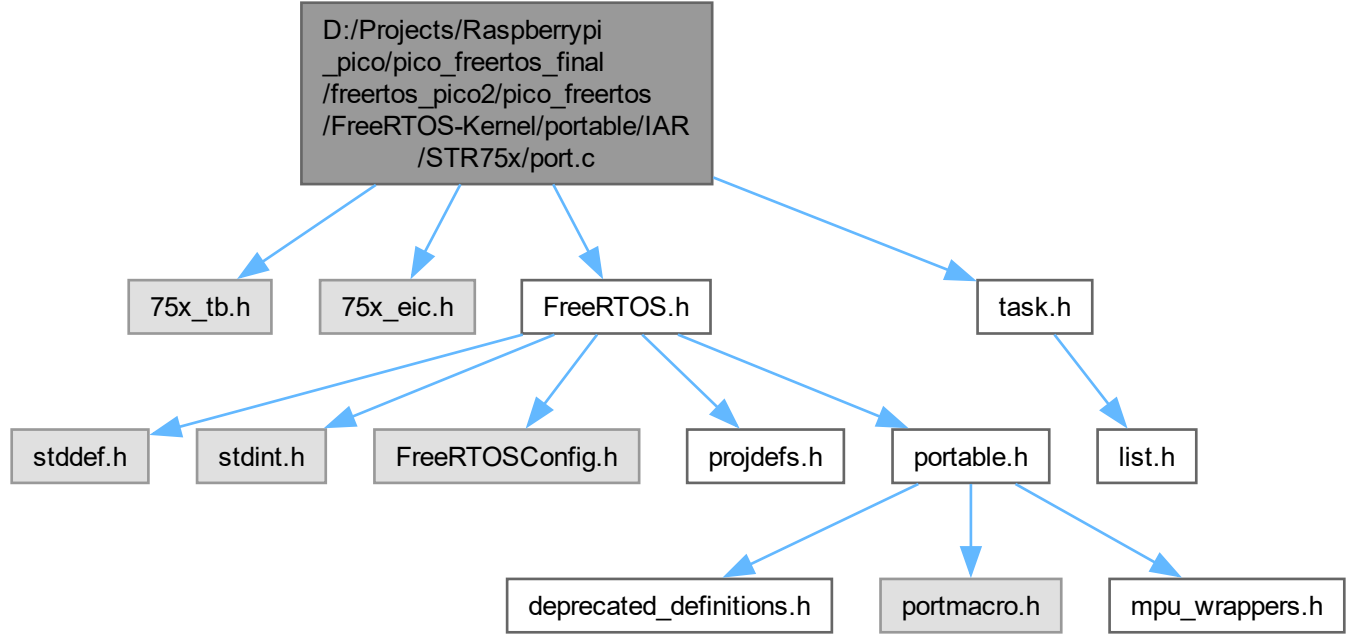 D:/Projects/Raspberrypi
_pico/pico_freertos_final
/freertos_pico2/pico_freertos
/FreeRTOS-Kernel/portable/IAR
/STR75x/port.c
75x_tb.h
75x_eic.h
FreeRTOS.h
task.h
stddef.h
stdint.h
FreeRTOSConfig.h
projdefs.h
portable.h
list.h
deprecated_definitions.h
portmacro.h
mpu_wrappers.h